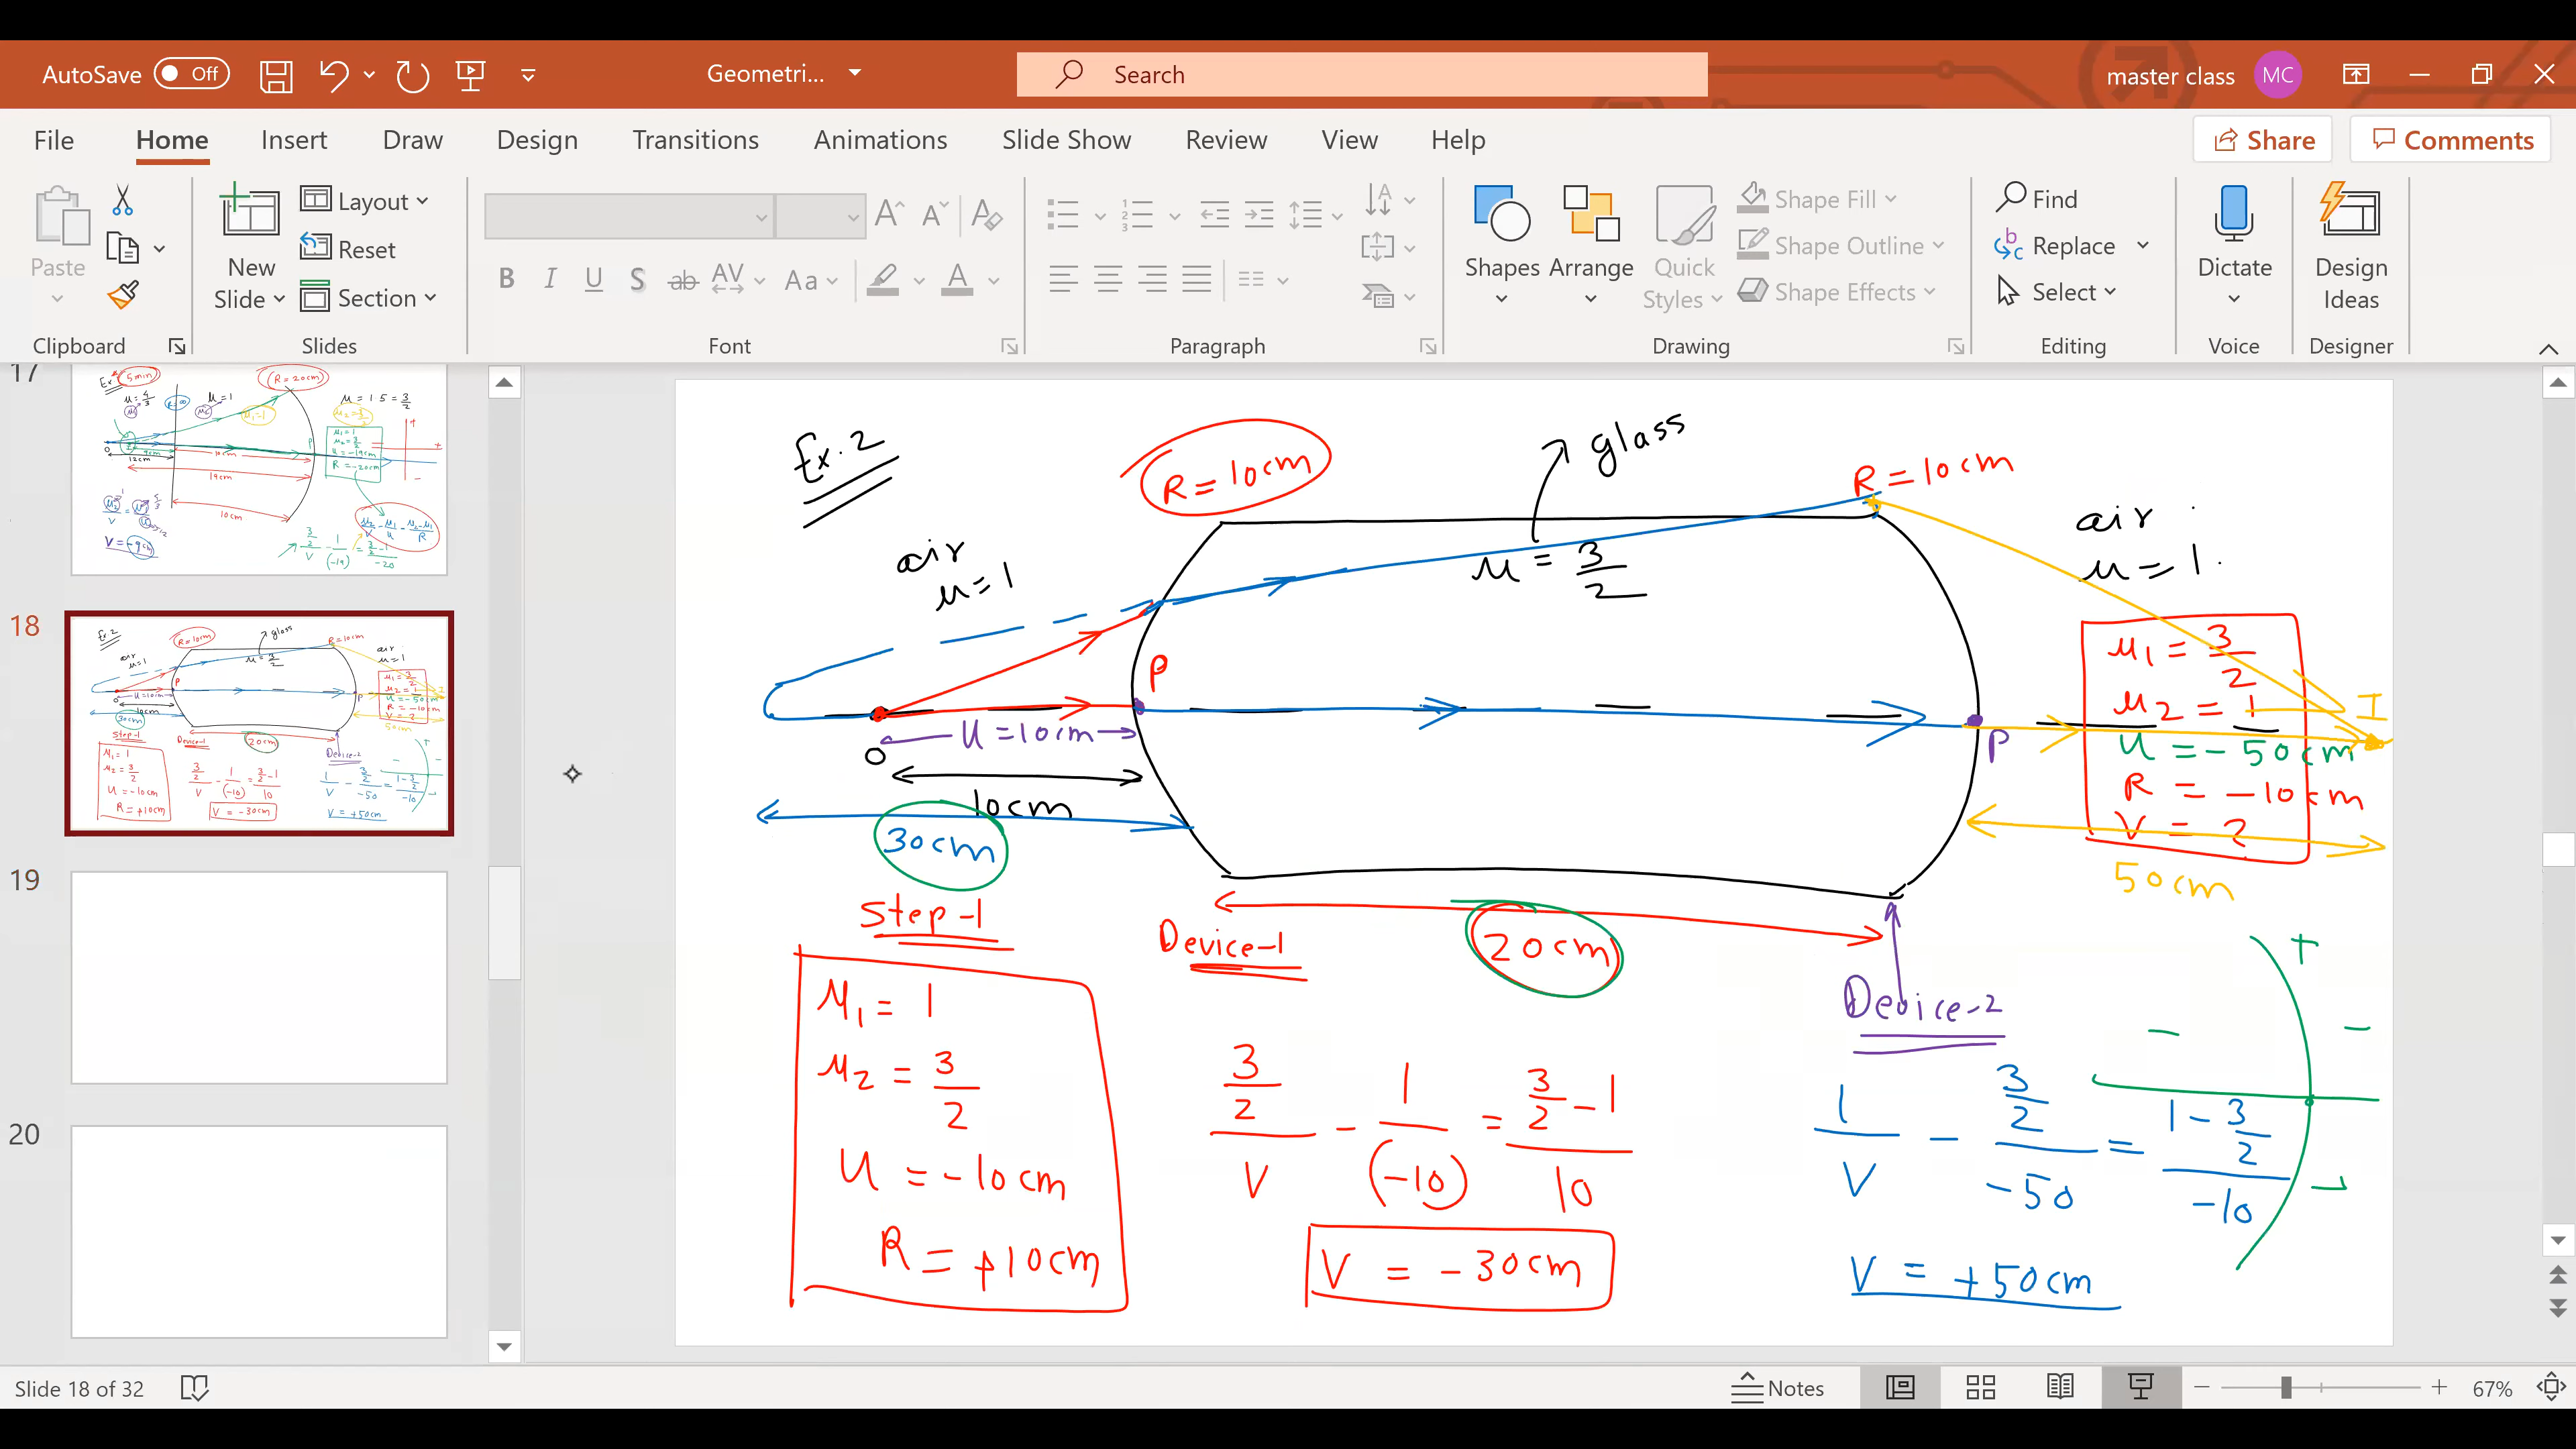 AutoSave Off
Geometri...
Search
master class MC
File Home Insert Draw Design Transitions Animations Slide Show Review View Help
Share Comments
Paste
New Slide
Layout
Reset
Section
Shapes
Arrange
Quick Styles
Shape Fill
Shape Outline
Shape Effects
Find
Replace
Select
Dictate
Design Ideas
Clipboard Slides Font Paragraph Drawing Editing Voice Designer
17
18
19
20
Ex.2
R = 10cm
glass
R = 10cm
air
μ = 1
μ = 3/2
air
μ = 1
P
U = 10cm
O
10cm
30cm
P
I
μ1 = 3/2
μ2 = 1
U = -50cm
R = -10cm
V = ?
50cm
Step-1
Device-1
20cm
Device-2
μ1 = 1
μ2 = 3/2
U = -10cm
R = +10cm
(3/2)/V - 1/(-10) = (3/2 - 1)/10
V = -30cm
1/V - (3/2)/-50 = (1 - 3/2)/-10
V = +50cm
+
-
-
-
Slide 18 of 32
Notes
67%